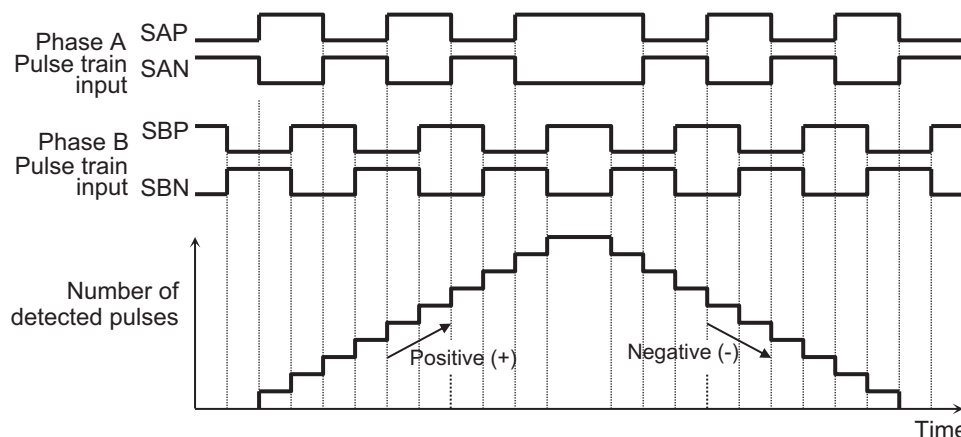 Phase A
Pulse train
input
SAP
SAN
Phase B
Pulse train
input
SBP
SBN
Number of
detected pulses
Positive (+)
Negative (-)
Time